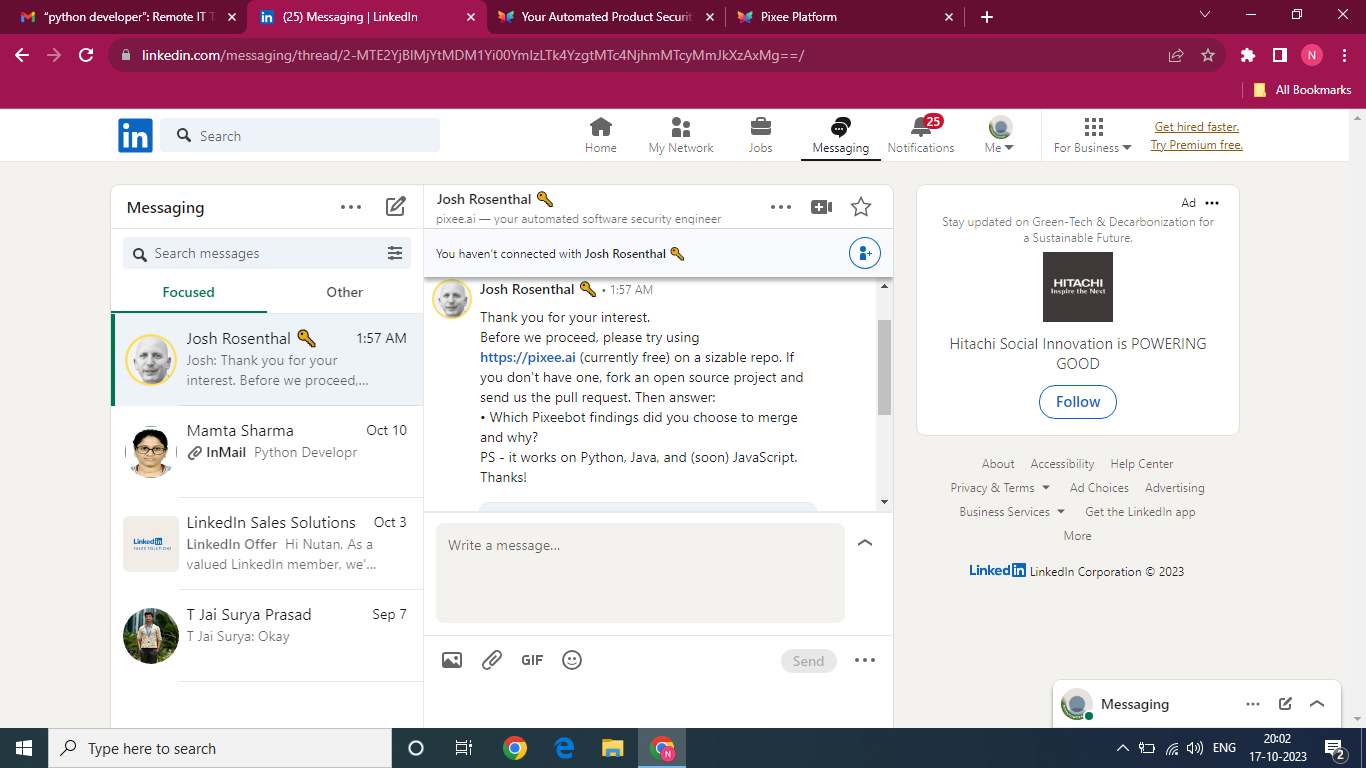 "python developer": Remote IT T
(25) Messaging | LinkedIn
Your Automated Product Securit
Pixee Platform
linkedin.com/messaging/thread/2-MTE2YjBlMjYtMDM1Yi00YmIzLTk4YzgtMTc4NjhmMTcyMmJkXzAxMg==/
N
All Bookmarks
in
Search
Home
My Network
Jobs
Messaging
25
Notifications
Me
For Business
Get hired faster.
Try Premium free.
Messaging
Search messages
Focused
Other
Josh Rosenthal 1:57 AM
Josh: Thank you for your
interest. Before we proceed,...
Mamta Sharma Oct 10
InMail Python Developr
LinkedIn
SALES SOLUTIONS
LinkedIn Sales Solutions Oct 3
LinkedIn Offer Hi Nutan, As a
valued LinkedIn member, we'...
T Jai Surya Prasad Sep 7
T Jai Surya: Okay
Josh Rosenthal
pixee.ai — your automated software security engineer
You haven't connected with Josh Rosenthal
Josh Rosenthal • 1:57 AM
Thank you for your interest.
Before we proceed, please try using
https://pixee.ai (currently free) on a sizable repo. If
you don't have one, fork an open source project and
send us the pull request. Then answer:
• Which Pixeebot findings did you choose to merge
and why?
PS - it works on Python, Java, and (soon) JavaScript.
Thanks!
Write a message...
GIF
Send
Ad
Stay updated on Green-Tech & Decarbonization for
a Sustainable Future.
HITACHI
Inspire the Next
Hitachi Social Innovation is POWERING
GOOD
Follow
About Accessibility Help Center
Privacy & Terms Ad Choices Advertising
Business Services Get the LinkedIn app
More
LinkedIn LinkedIn Corporation © 2023
Messaging
Type here to search
N
ENG
20:02
17-10-2023
2